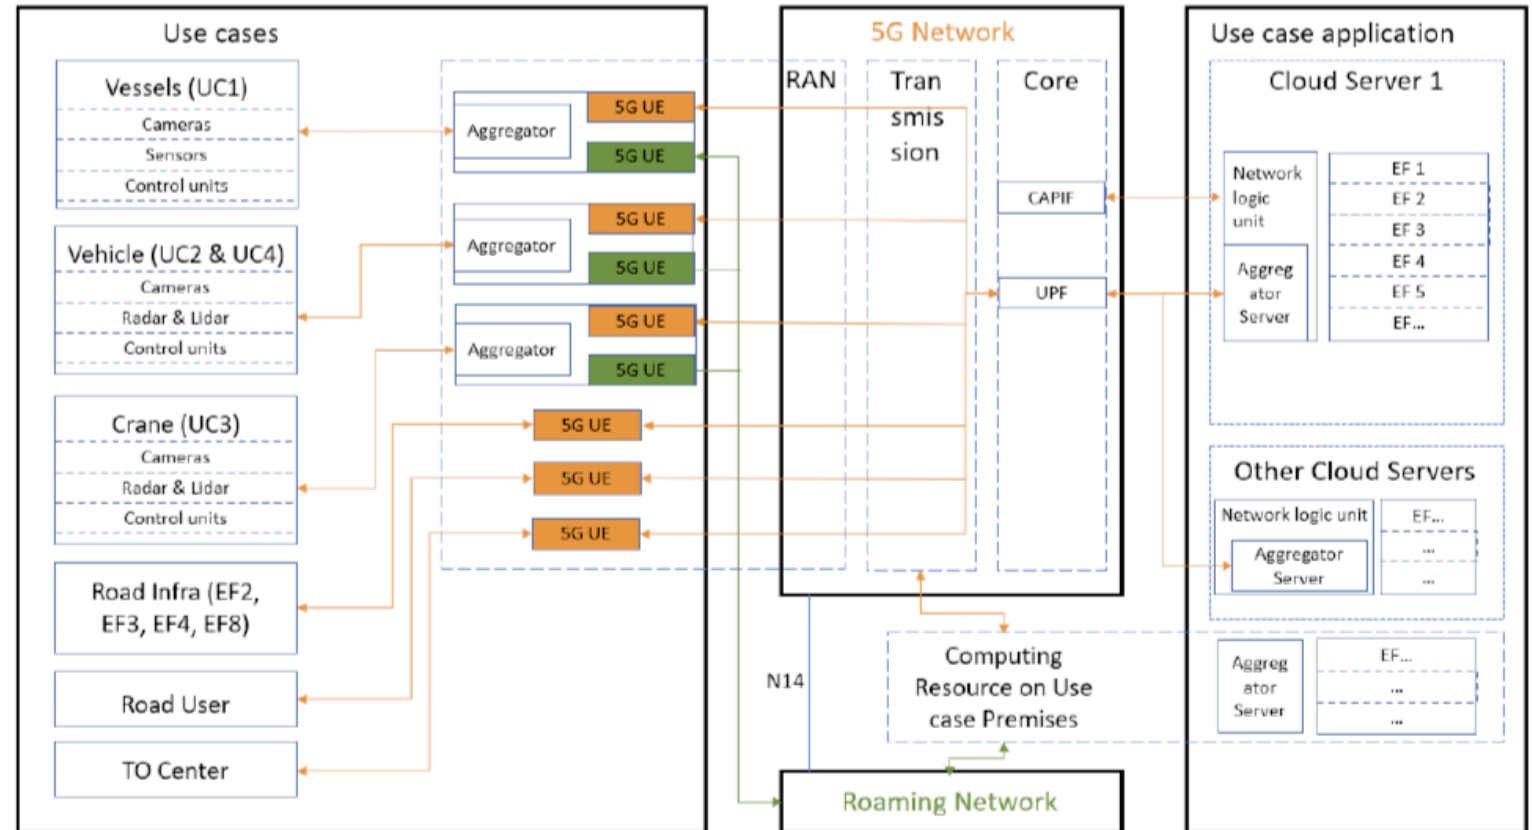 Use cases
Vessels (UC1)
Cameras
Sensors
Control units
Vehicle (UC2 & UC4)
Cameras
Radar & Lidar
Control units
Crane (UC3)
Cameras
Radar & Lidar
Control units
Road Infra (EF2,
EF3, EF4, EF8)
Road User
TO Center
Aggregator
5G UE
5G UE
Aggregator
5G UE
5G UE
Aggregator
5G UE
5G UE
5G UE
5G UE
5G UE
5G Network
RAN
Tran
smis
sion
Core
CAPIF
UPF
N14
Computing
Resource on Use
case Premises
Roaming Network
Use case application
Cloud Server 1
Network
logic
unit
Aggreg
ator
Server
EF 1
EF 2
EF 3
EF 4
EF 5
EF...
Other Cloud Servers
Network logic unit
Aggregator
Server
EF...
...
...
Aggreg
ator
Server
EF...
...
...